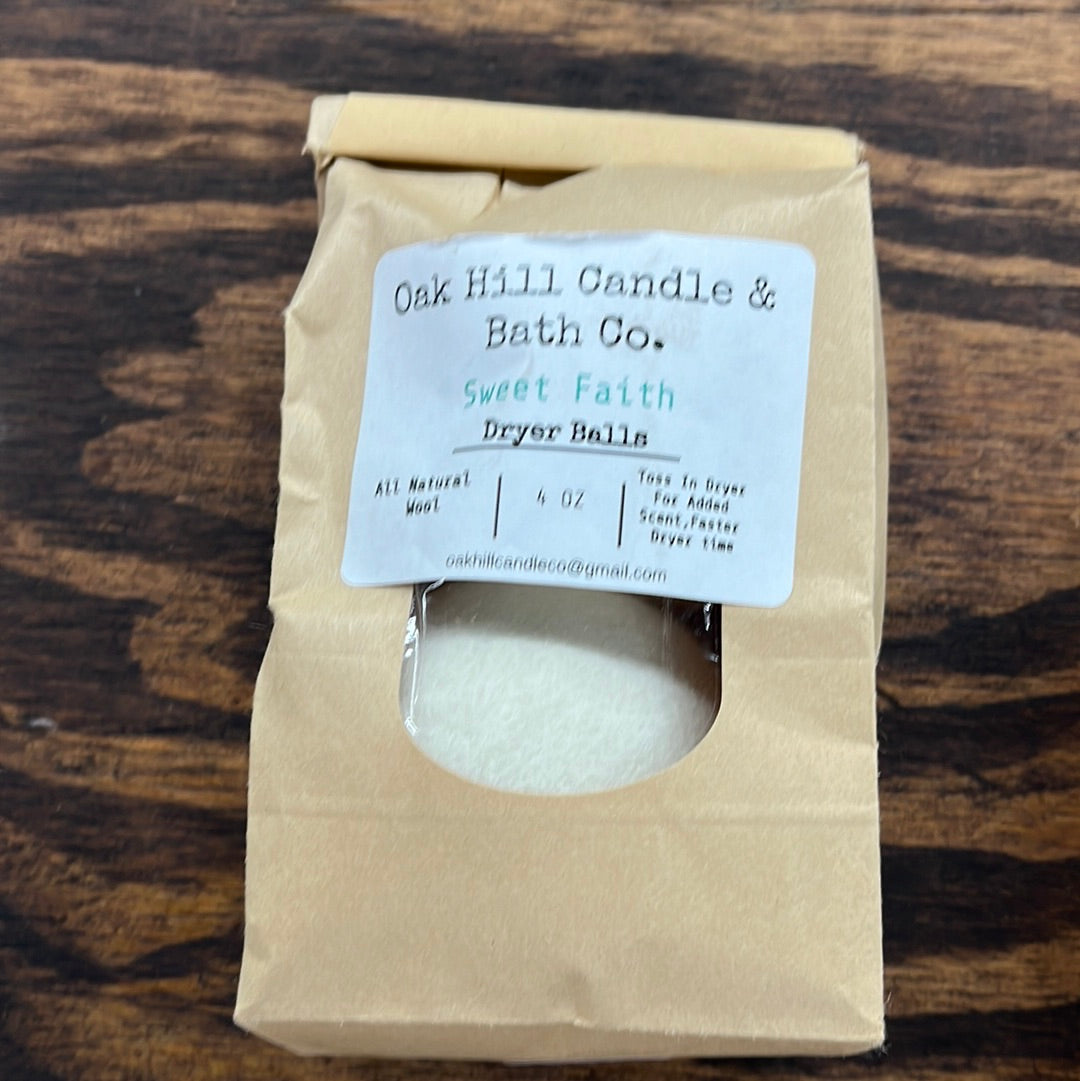 Oak Hill Candle &
Bath Co.
Sweet Faith
Dryer Balls
All Natural
Wool
4 OZ
Toss In Dryer
For Added
Scent,Faster
Dryer time
oakhillcandleco@gmail.com